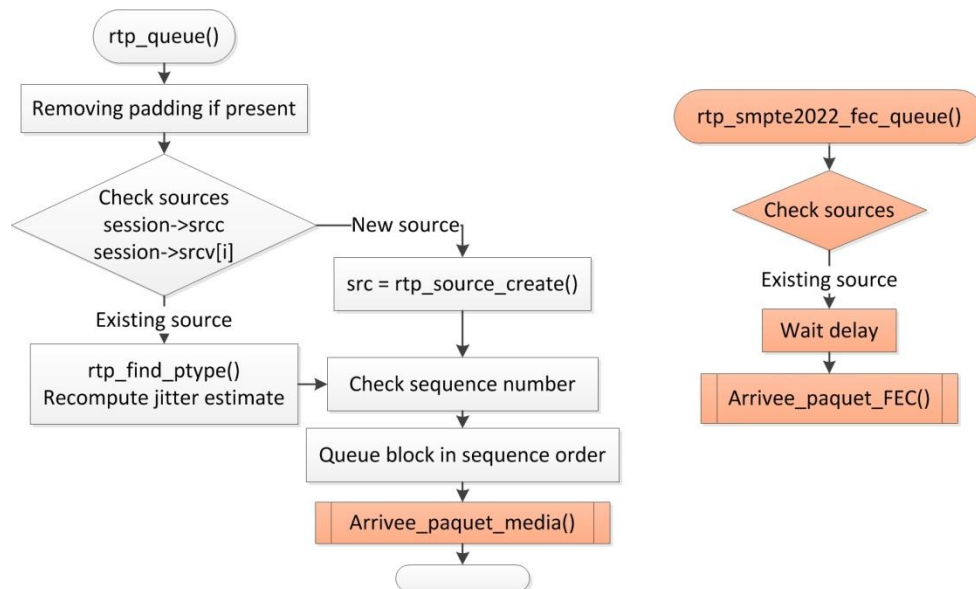 rtp_queue()
Removing padding if present
Check sources
session->srcc
session->srcv[i]
New source
src = rtp_source_create()
Existing source
rtp_find_ptype()
Recompute jitter estimate
Check sequence number
Queue block in sequence order
Arrivee_paquet_media()
rtp_smpte2022_fec_queue()
Check sources
Existing source
Wait delay
Arrivee_paquet_FEC()